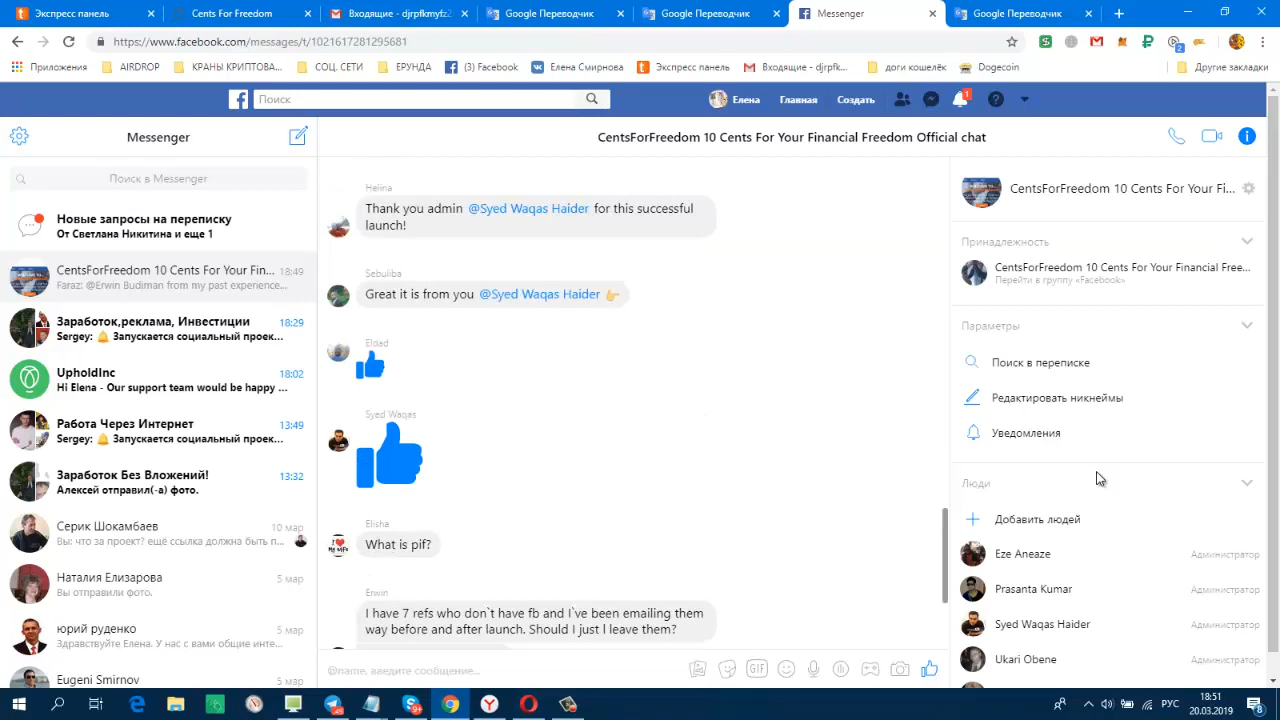 Экспресс панель
Cents For Freedom
Входящие - djrpfkmyfz2
Google Переводчик
Google Переводчик
Messenger
Google Переводчик
https://www.facebook.com/messages/t/1021617281295681
Приложения
AIRDROP
КРАНЫ КРИПТОВА...
СОЦ. СЕТИ
ЕРУНДА
(3) Facebook
Елена Смирнова
Экспресс панель
Входящие - djrpfk...
доги кошелёк
Dogecoin
Другие закладки
Поиск
Елена
Главная
Создать
1
Messenger
CentsForFreedom 10 Cents For Your Financial Freedom Official chat
Поиск в Messenger
Новые запросы на переписку
От Светлана Никитина и еще 1
CentsForFreedom 10 Cents For Your Fin...
18:49
Faraz: @Erwin Budiman from my past experience...
Заработок,реклама, Инвестиции
18:29
Sergey: 🔔 Запускается социальный проек...
UpholdInc
18:02
Hi Elena - Our support team would be happy ...
Работа Через Интернет
13:49
Sergey: 🔔 Запускается социальный проек...
Заработок Без Вложений!
13:32
Алексей отправил(-а) фото.
Серик Шокамбаев
10 мар
Вы: что за проект? ещё ссылка должна быть п...
Наталия Елизарова
5 мар
Вы отправили фото.
юрий руденко
5 мар
Здравствуйте Елена. У нас с вами общие инте...
Eugeni Smirnov
5 мар
Helina
Thank you admin @Syed Waqas Haider for this successful
launch!
Sebuliba
Great it is from you @Syed Waqas Haider 👉
Eldad
Syed Waqas
Elisha
What is pif?
Erwin
I have 7 refs who don`t have fb and I`ve been emailing them
way before and after launch. Should I just l leave them?
@name, введите сообщение...
GIF
CentsForFreedom 10 Cents For Your Fi...
Принадлежность
CentsForFreedom 10 Cents For Your Financial Free...
Перейти в группу «Facebook»
Параметры
Поиск в переписке
Редактировать никнеймы
Уведомления
Люди
Добавить людей
Eze Aneaze
Администратор
Prasanta Kumar
Администратор
Syed Waqas Haider
Администратор
Ukari Obene
Администратор
РУС
18:51
20.03.2019